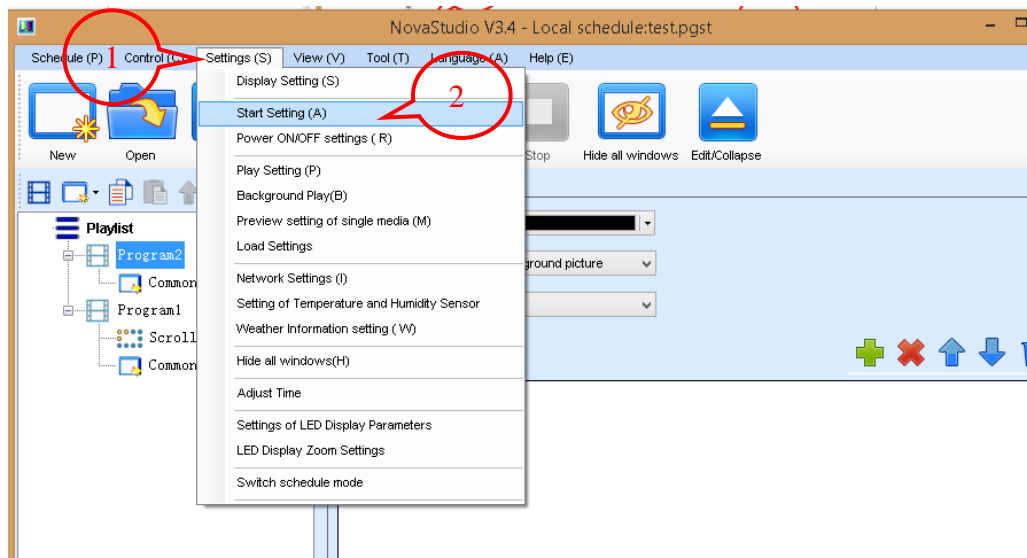 NovaStudio V3.4 - Local schedule:test.pgst
Schedule (P) Control (C) Settings (S) View (V) Tool (T) Language (A) Help (E)
1
2
Display Setting (S)
Start Setting (A)
Power ON/OFF settings ( R)
Play Setting (P)
Background Play(B)
Preview setting of single media (M)
Load Settings
Network Settings (I)
Setting of Temperature and Humidity Sensor
Weather Information setting ( W)
Hide all windows(H)
Adjust Time
Settings of LED Display Parameters
LED Display Zoom Settings
Switch schedule mode
New Open Stop Hide all windows Edit/Collapse
Playlist
Program2
Common
Program1
Scroll
Common
ground picture